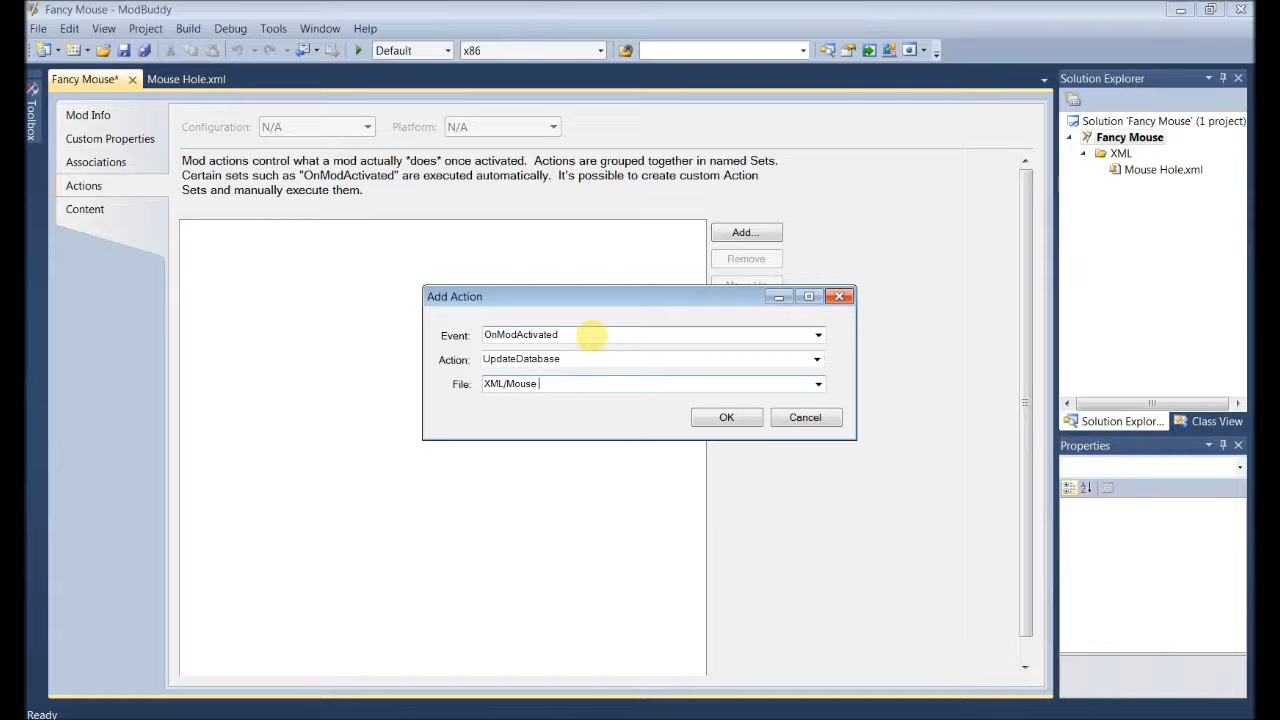 Fancy Mouse - ModBuddy
File Edit View Project Build Debug Tools Window Help
Default x86
Toolbox
Fancy Mouse* Mouse Hole.xml
Mod Info
Custom Properties
Associations
Actions
Content
Configuration: N/A Platform: N/A
Mod actions control what a mod actually *does* once activated. Actions are grouped together in named Sets.
Certain sets such as "OnModActivated" are executed automatically. It's possible to create custom Action
Sets and manually execute them.
Add...
Remove
Add Action
Event: OnModActivated
Action: UpdateDatabase
File: XML/Mouse
OK Cancel
Solution Explorer
Solution 'Fancy Mouse' (1 project)
Fancy Mouse
XML
Mouse Hole.xml
Solution Explor... Class View
Properties
Ready